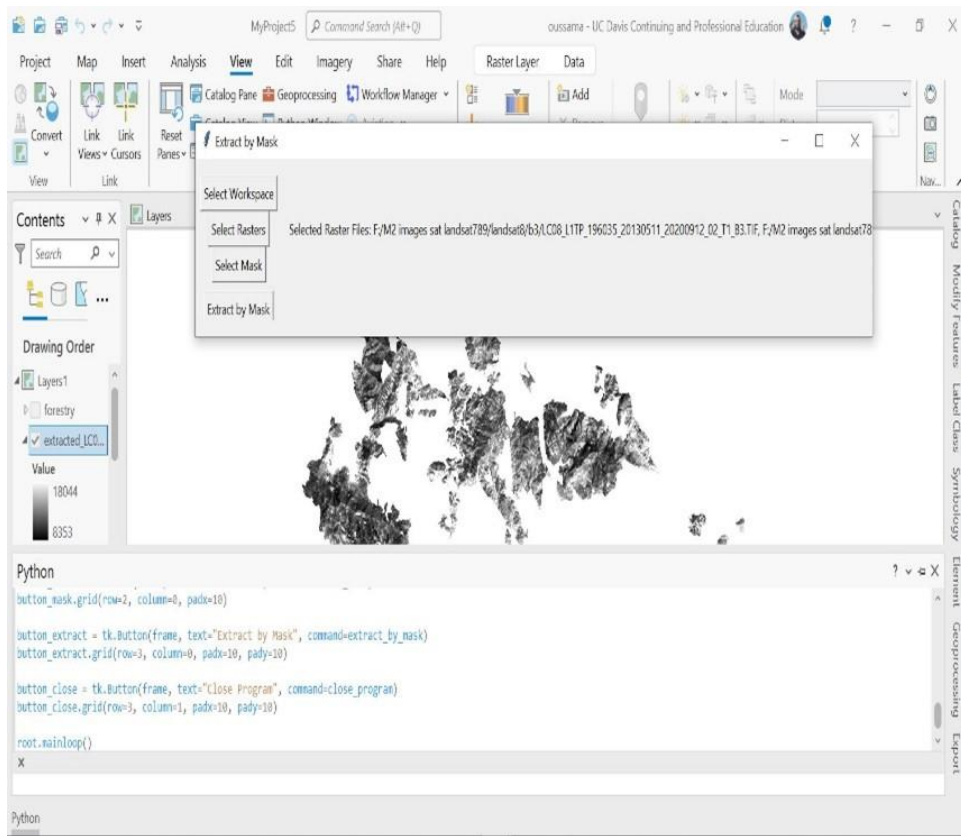 MyProject5
Command Search (Alt+Q)
oussama - UC Davis Continuing and Professional Education
?
Project Map Insert Analysis View Edit Imagery Share Help Raster Layer Data
Catalog Pane Geoprocessing Workflow Manager
Add
Mode
Convert
Link Views
Link Cursors
Reset Panes
View
Link
Nav...
Extract by Mask
Select Workspace
Select Rasters
Selected Raster Files: F:/M2 images sat landsat789/landsat8/b3/LC08_L1TP_196035_20130511_20200912_02_T1_B3.TIF, F:/M2 images sat landsat78
Select Mask
Extract by Mask
Contents
Layers
Search
Drawing Order
Layers1
forestry
extracted_LC0...
Value
18044
8353
Catalog
Modify Features
Label Class
Symbology
Element
Geoprocessing
Export
Python
?
button_mask.grid(row=2, column=0, padx=10)
button_extract = tk.Button(frame, text="Extract by Mask", command=extract_by_mask)
button_extract.grid(row=3, column=0, padx=10, pady=10)
button_close = tk.Button(frame, text="Close Program", command=close_program)
button_close.grid(row=3, column=1, padx=10, pady=10)
root.mainloop()
Python